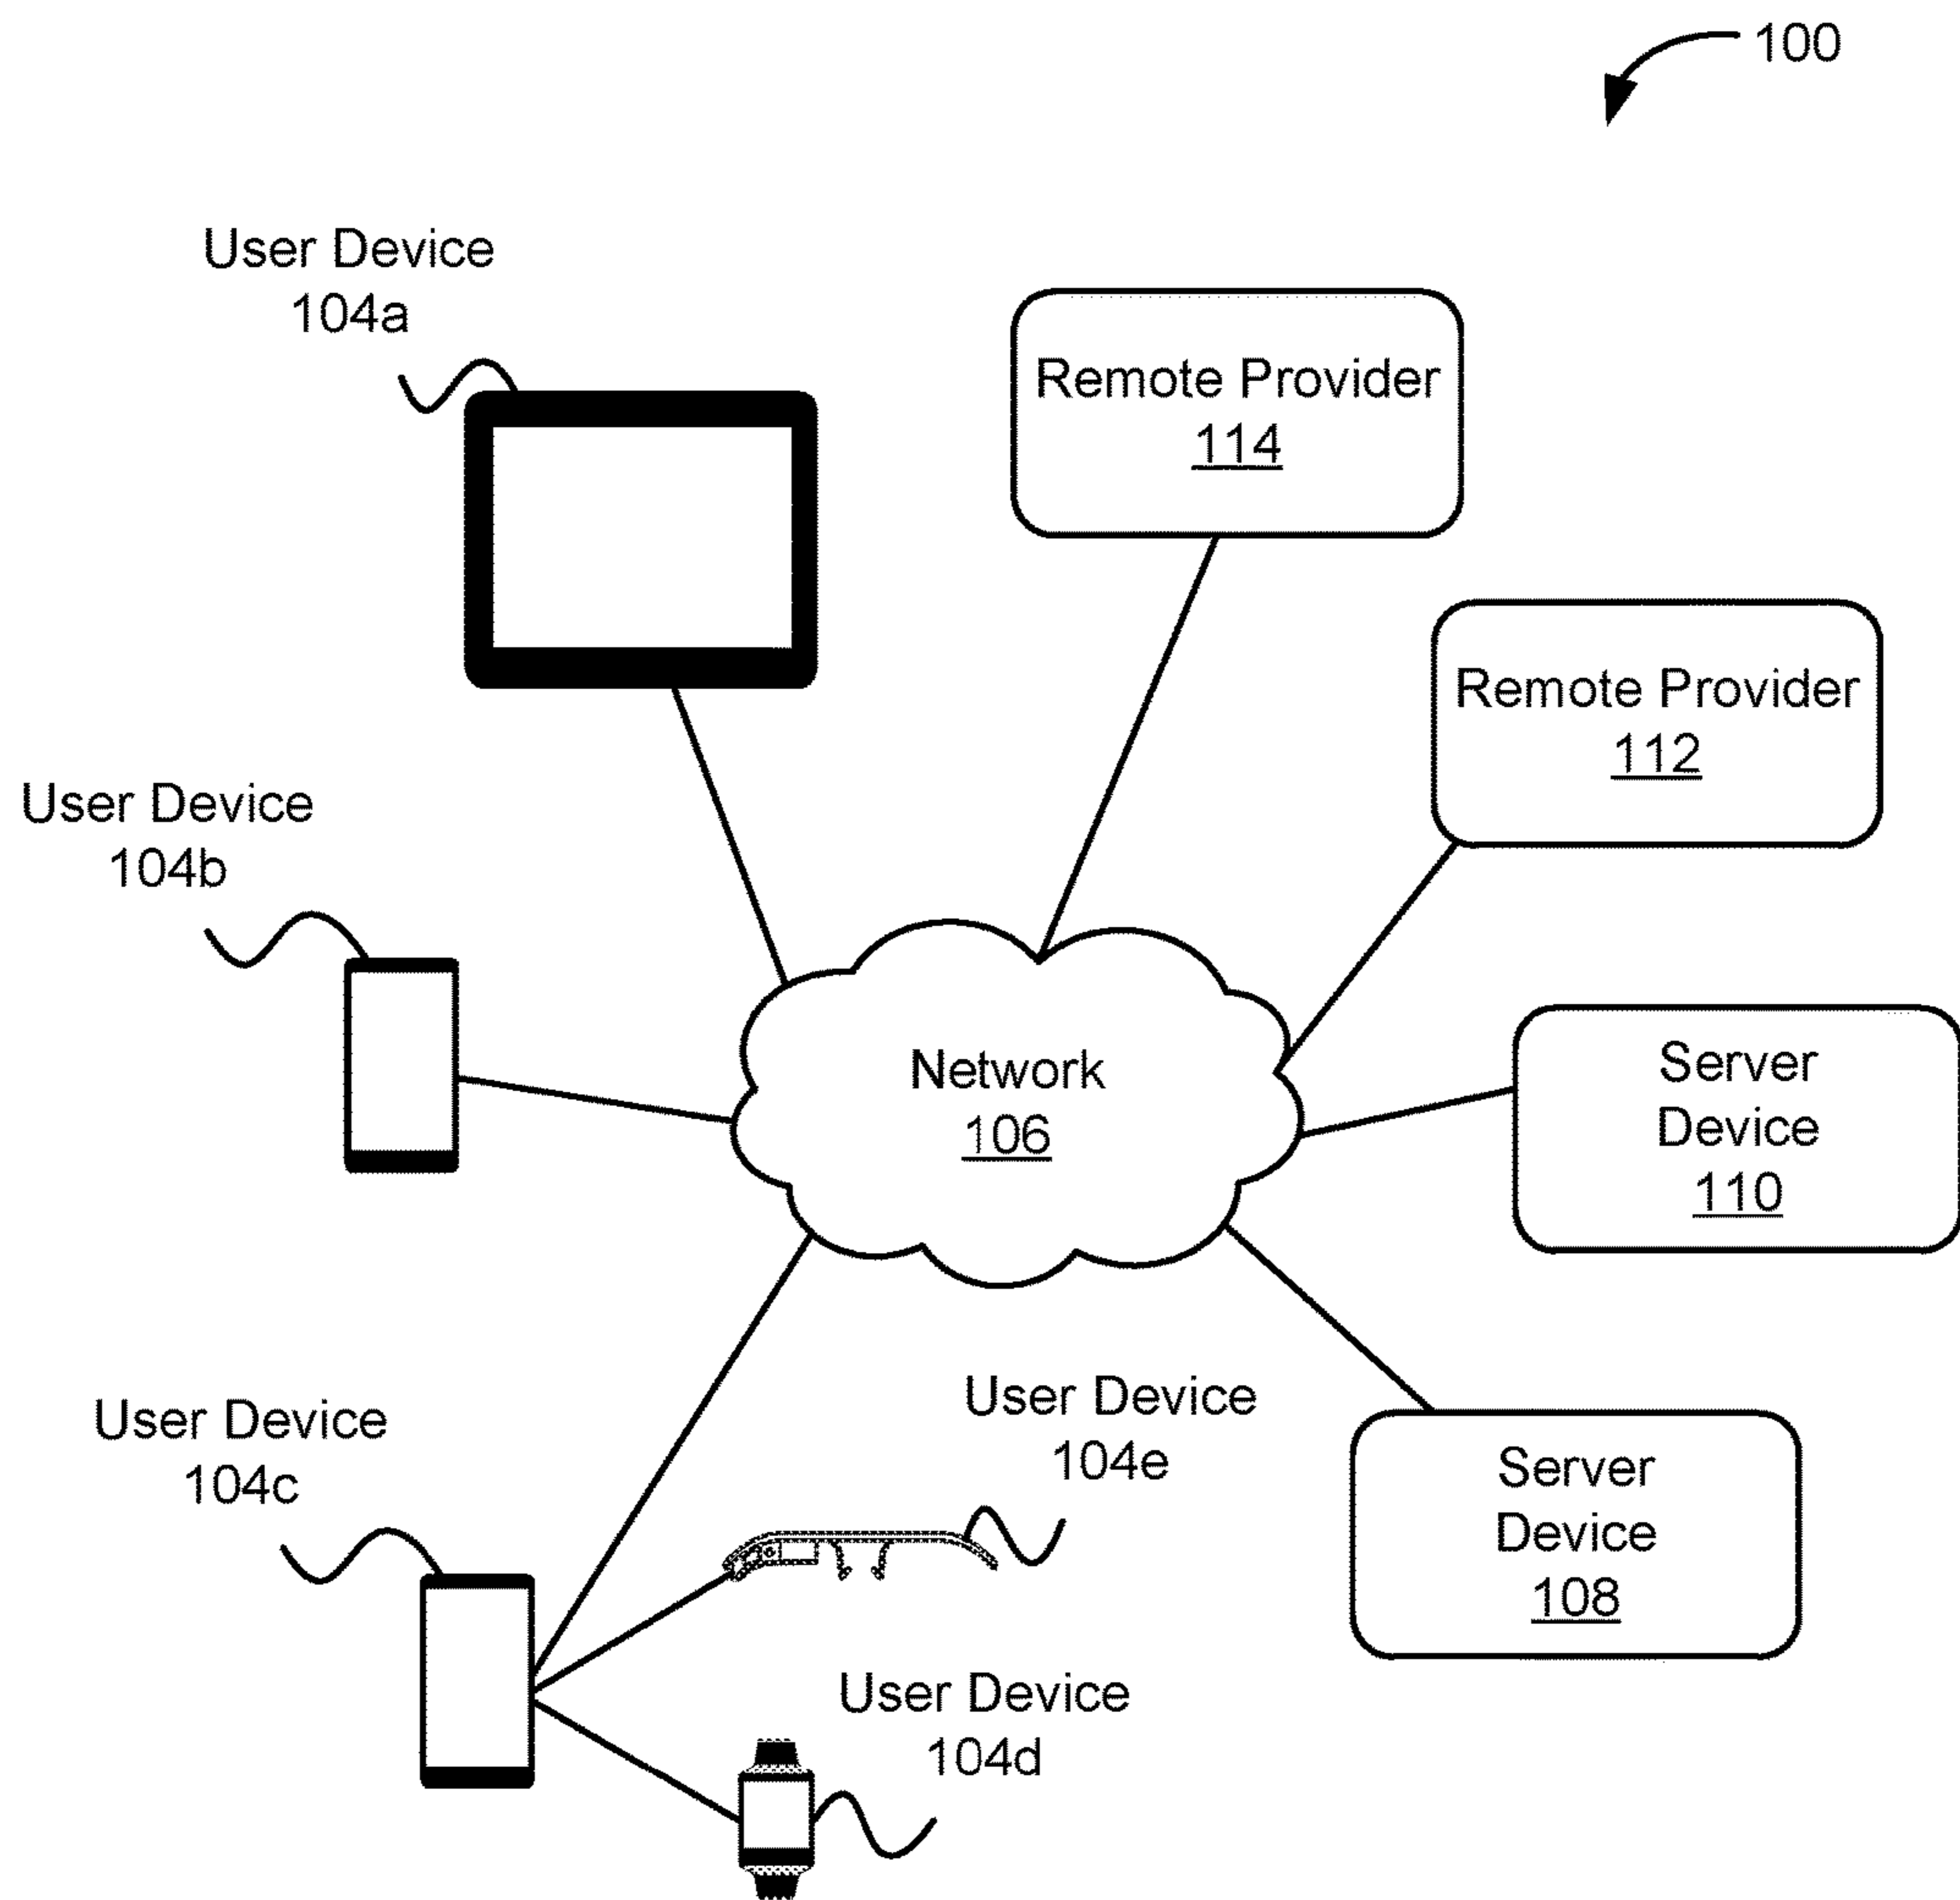 100
User Device
104a
Remote Provider
114
Remote Provider
112
User Device
104b
Network
106
Server
Device
110
User Device
104c
User Device
104e
Server
Device
108
User Device
104d